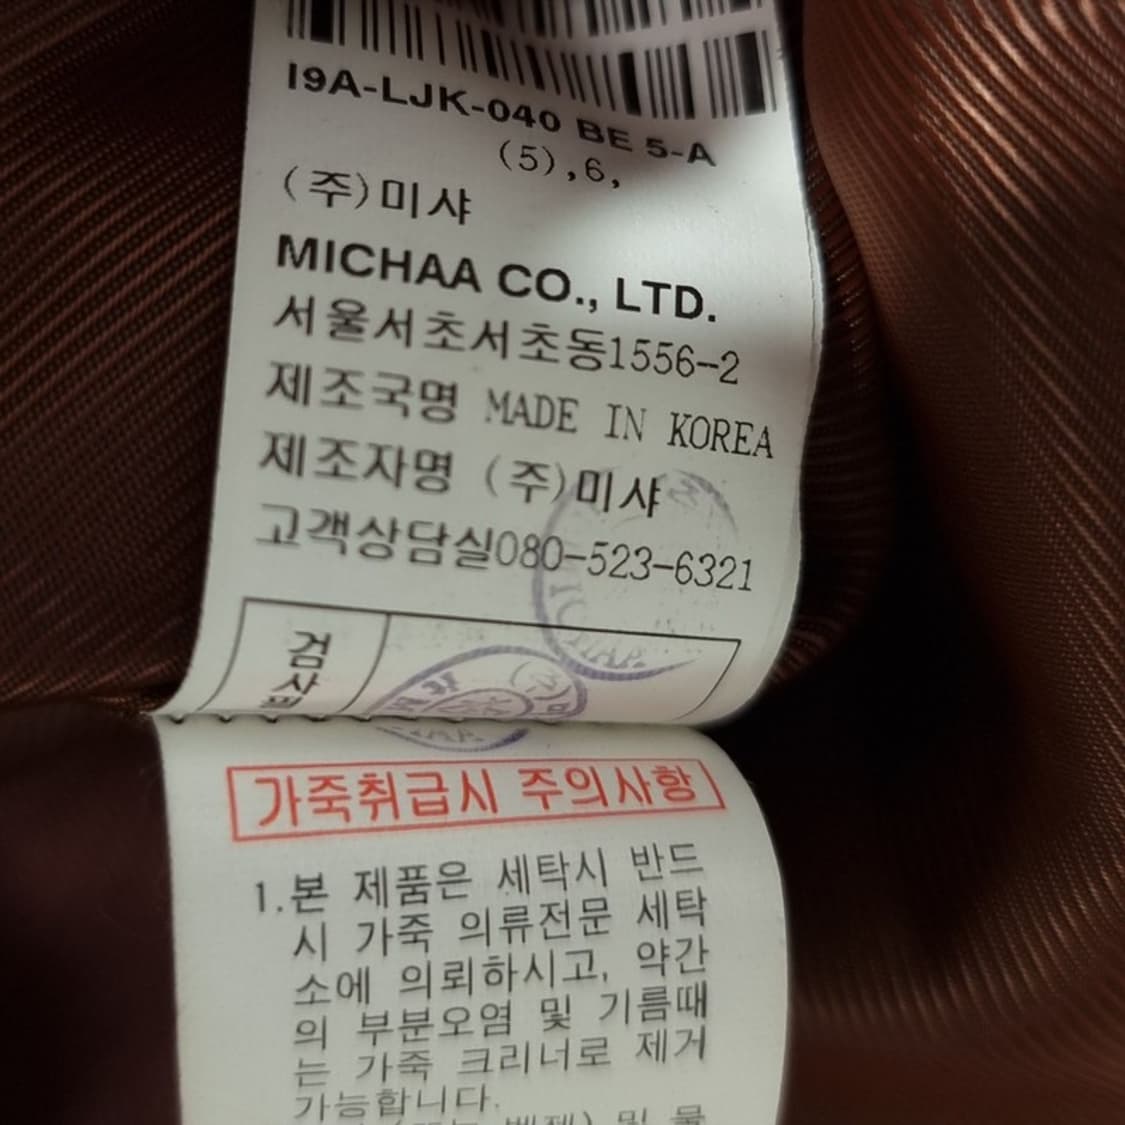 I9A-LJK-040 BE 5-A
(5),6,
(주)미샤
MICHAA CO., LTD.
서울서초서초동1556-2
제조국명 MADE IN KOREA
제조자명 (주)미샤
고객상담실080-523-6321
검사필
가죽취급시 주의사항
1.본 제품은 세탁시 반드
시 가죽 의류전문 세탁
소에 의뢰하시고, 약간
의 부분오염 및 기름때
는 가죽 크리너로 제거
가능합니다.
및 물